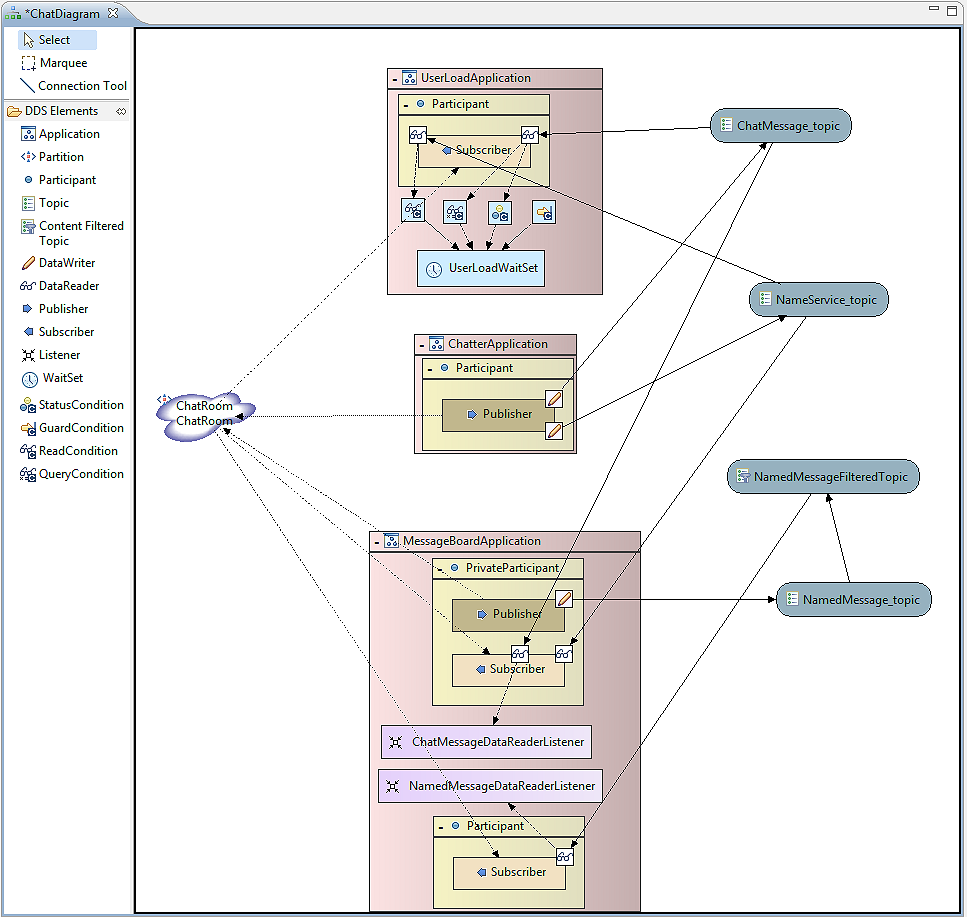 *ChatDiagram
Select
Marquee
Connection Tool
DDS Elements
Application
Partition
Participant
Topic
Content Filtered
Topic
DataWriter
DataReader
Publisher
Subscriber
Listener
WaitSet
StatusCondition
GuardCondition
ReadCondition
QueryCondition
UserLoadApplication
Participant
Subscriber
UserLoadWaitSet
ChatMessage_topic
NameService_topic
ChatterApplication
Participant
Publisher
ChatRoom
ChatRoom
NamedMessageFilteredTopic
NamedMessage_topic
MessageBoardApplication
PrivateParticipant
Publisher
Subscriber
ChatMessageDataReaderListener
NamedMessageDataReaderListener
Participant
Subscriber